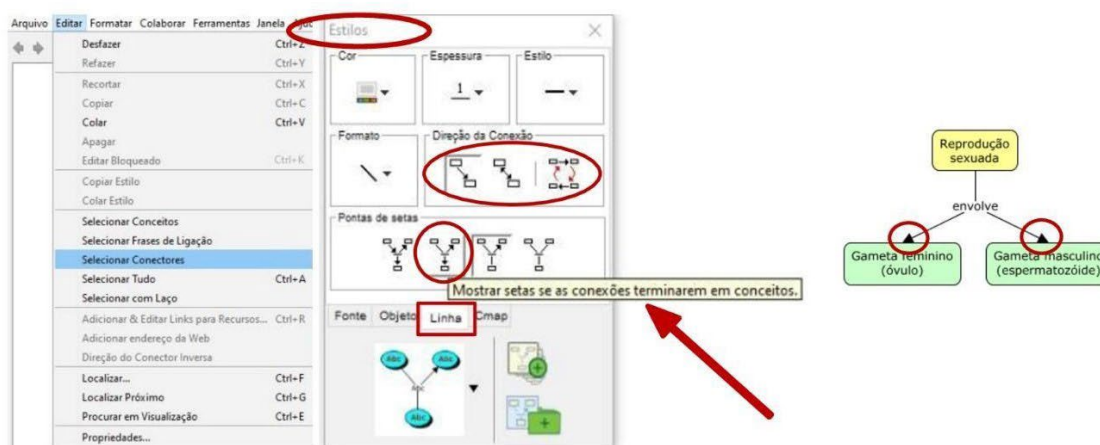 Arquivo Editar Formatar Colaborar Ferramentas Janela
Desfazer Ctrl+Z
Refazer Ctrl+Y
Recortar Ctrl+X
Copiar Ctrl+C
Colar Ctrl+V
Apagar
Editar Bloqueado Ctrl+K
Copiar Estilo
Colar Estilo
Selecionar Conceitos
Selecionar Frases de Ligação
Selecionar Conectores
Selecionar Tudo Ctrl+A
Selecionar com Laço
Adicionar & Editar Links para Recursos... Ctrl+R
Adicionar endereço da Web
Direção do Conector Inversa
Localizar... Ctrl+F
Localizar Próximo Ctrl+G
Procurar em Visualização Ctrl+E
Propriedades...
Estilos
Cor Espessura Estilo
1
Formato Direção da Conexão
Pontas de setas
Mostrar setas se as conexões terminarem em conceitos.
Fonte Objeto Linha Cmap
Abc Abc
Abc
Abc
Reprodução
sexuada
envolve
Gameta feminino
(óvulo)
Gameta masculino
(espermatozóide)